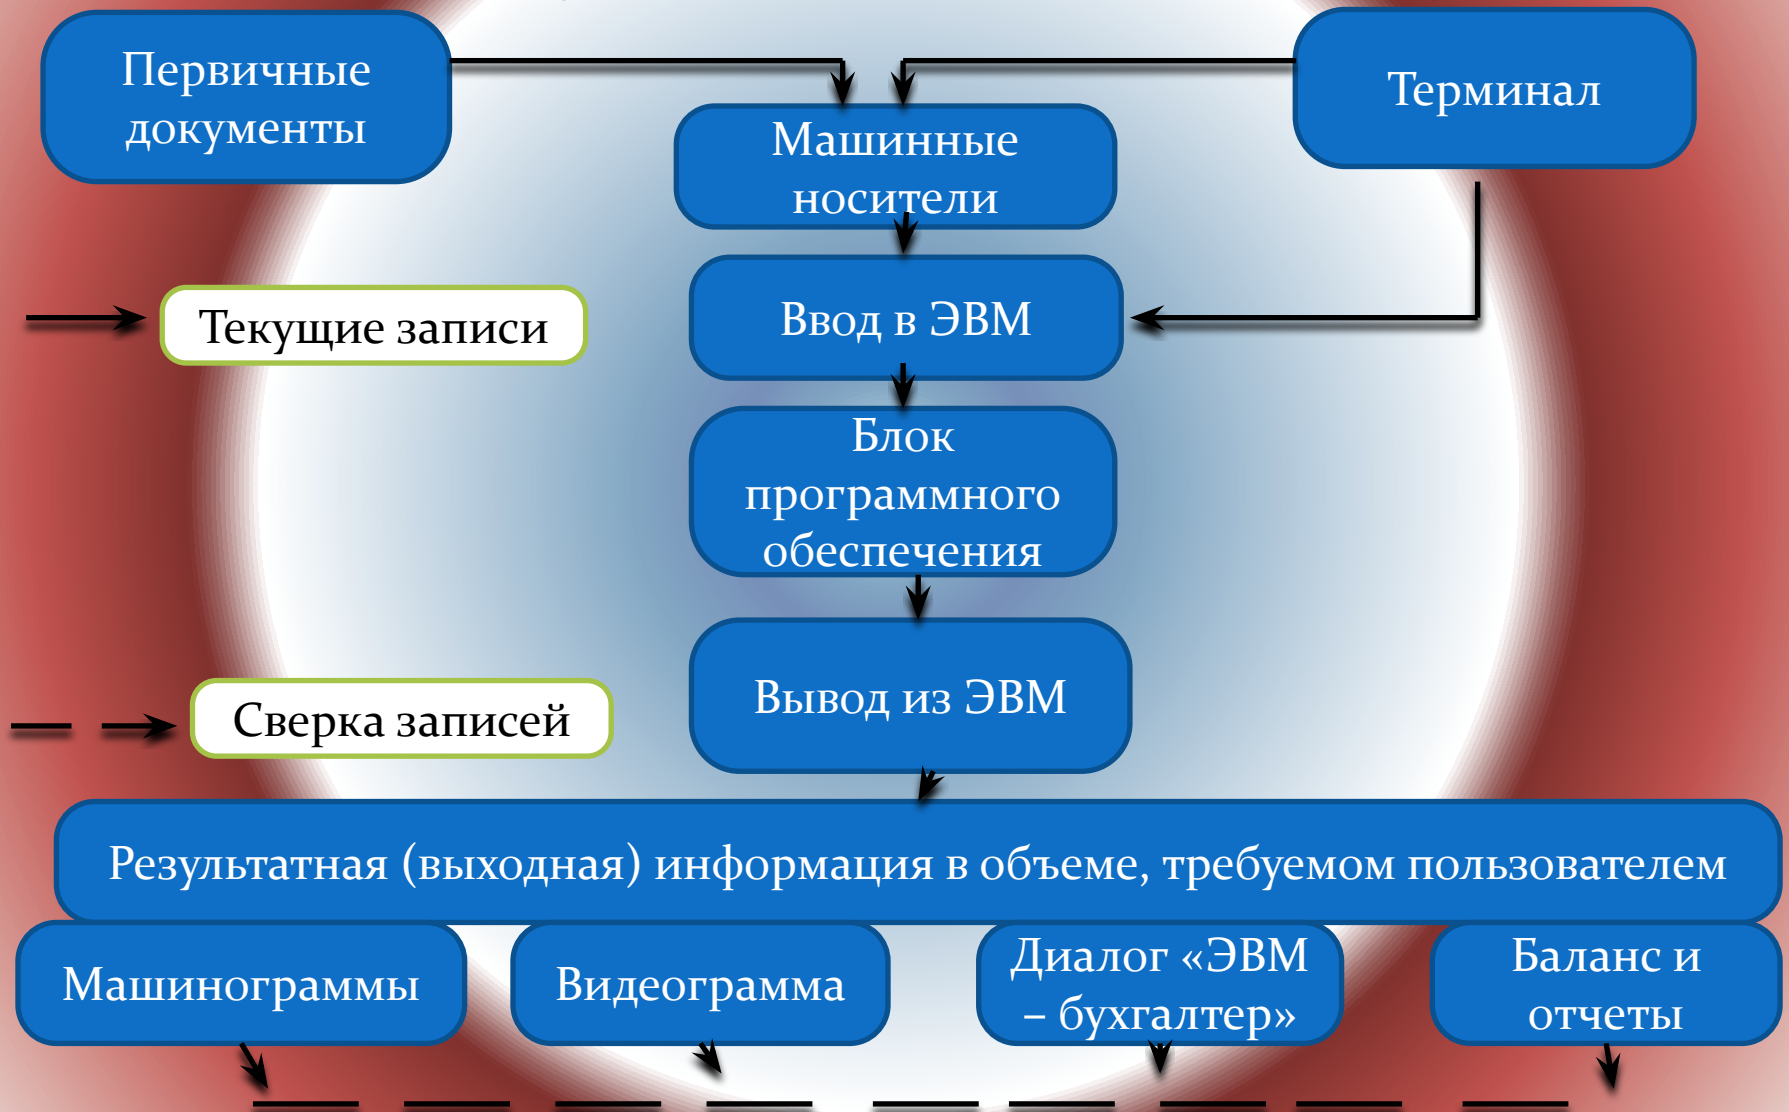 Первичные
документы
Терминал
Машинные
носители
Текущие записи
Ввод в ЭВМ
Блок
программного
обеспечения
Сверка записей
Вывод из ЭВМ
Результатная (выходная) информация в объеме, требуемом пользователем
Машинограммы
Видеограмма
Диалог «ЭВМ
– бухгалтер»
Баланс и
отчеты